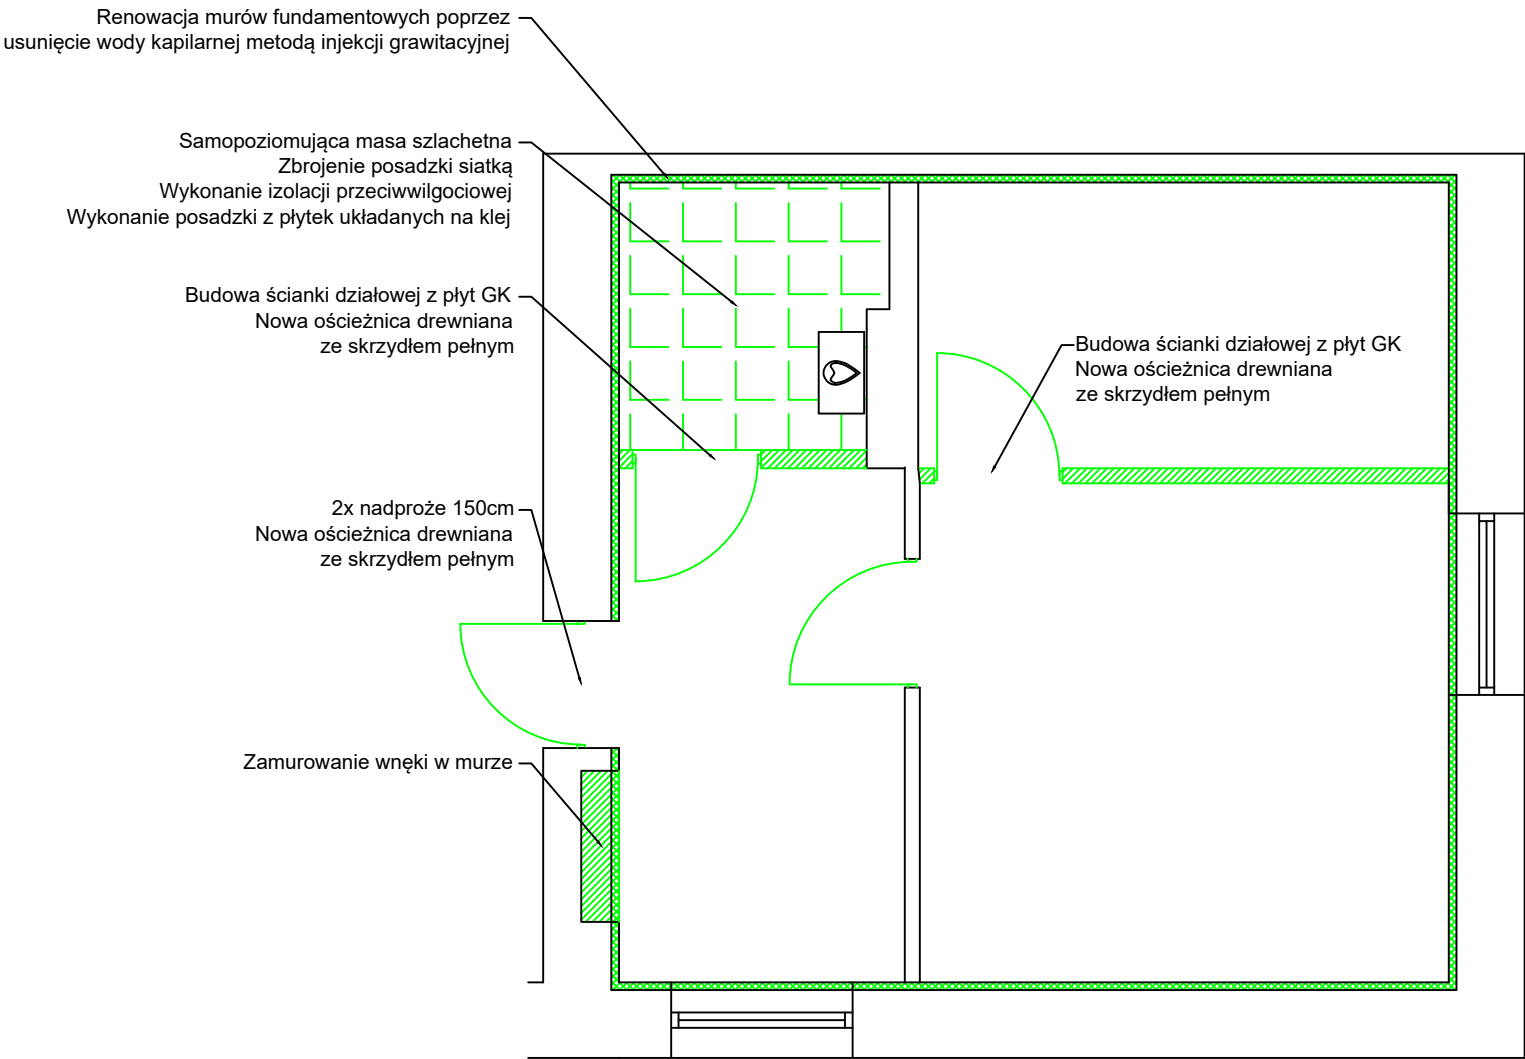 Renowacja murów fundamentowych poprzez
usunięcie wody kapilarnej metodą injekcji grawitacyjnej
Samopoziomująca masa szlachetna
Zbrojenie posadzki siatką
Wykonanie izolacji przeciwwilgociowej
Wykonanie posadzki z płytek układanych na klej
Budowa ścianki działowej z płyt GK
Nowa ościeżnica drewniana
ze skrzydłem pełnym
Budowa ścianki działowej z płyt GK
Nowa ościeżnica drewniana
ze skrzydłem pełnym
2x nadproże 150cm
Nowa ościeżnica drewniana
ze skrzydłem pełnym
Zamurowanie wnęki w murze